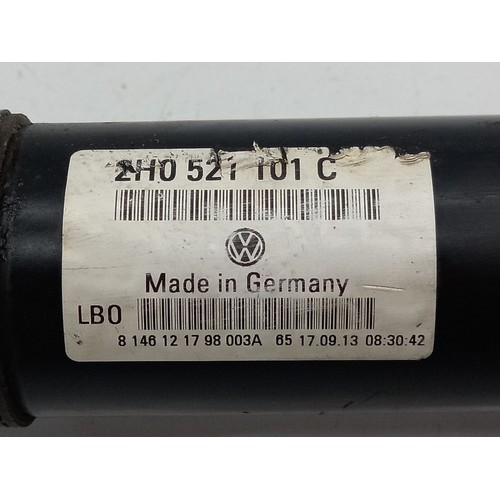 2H0 521 101 C
Made in Germany
LBO
8 146 12 17 98 003A 65 17.09.13 08:30:42